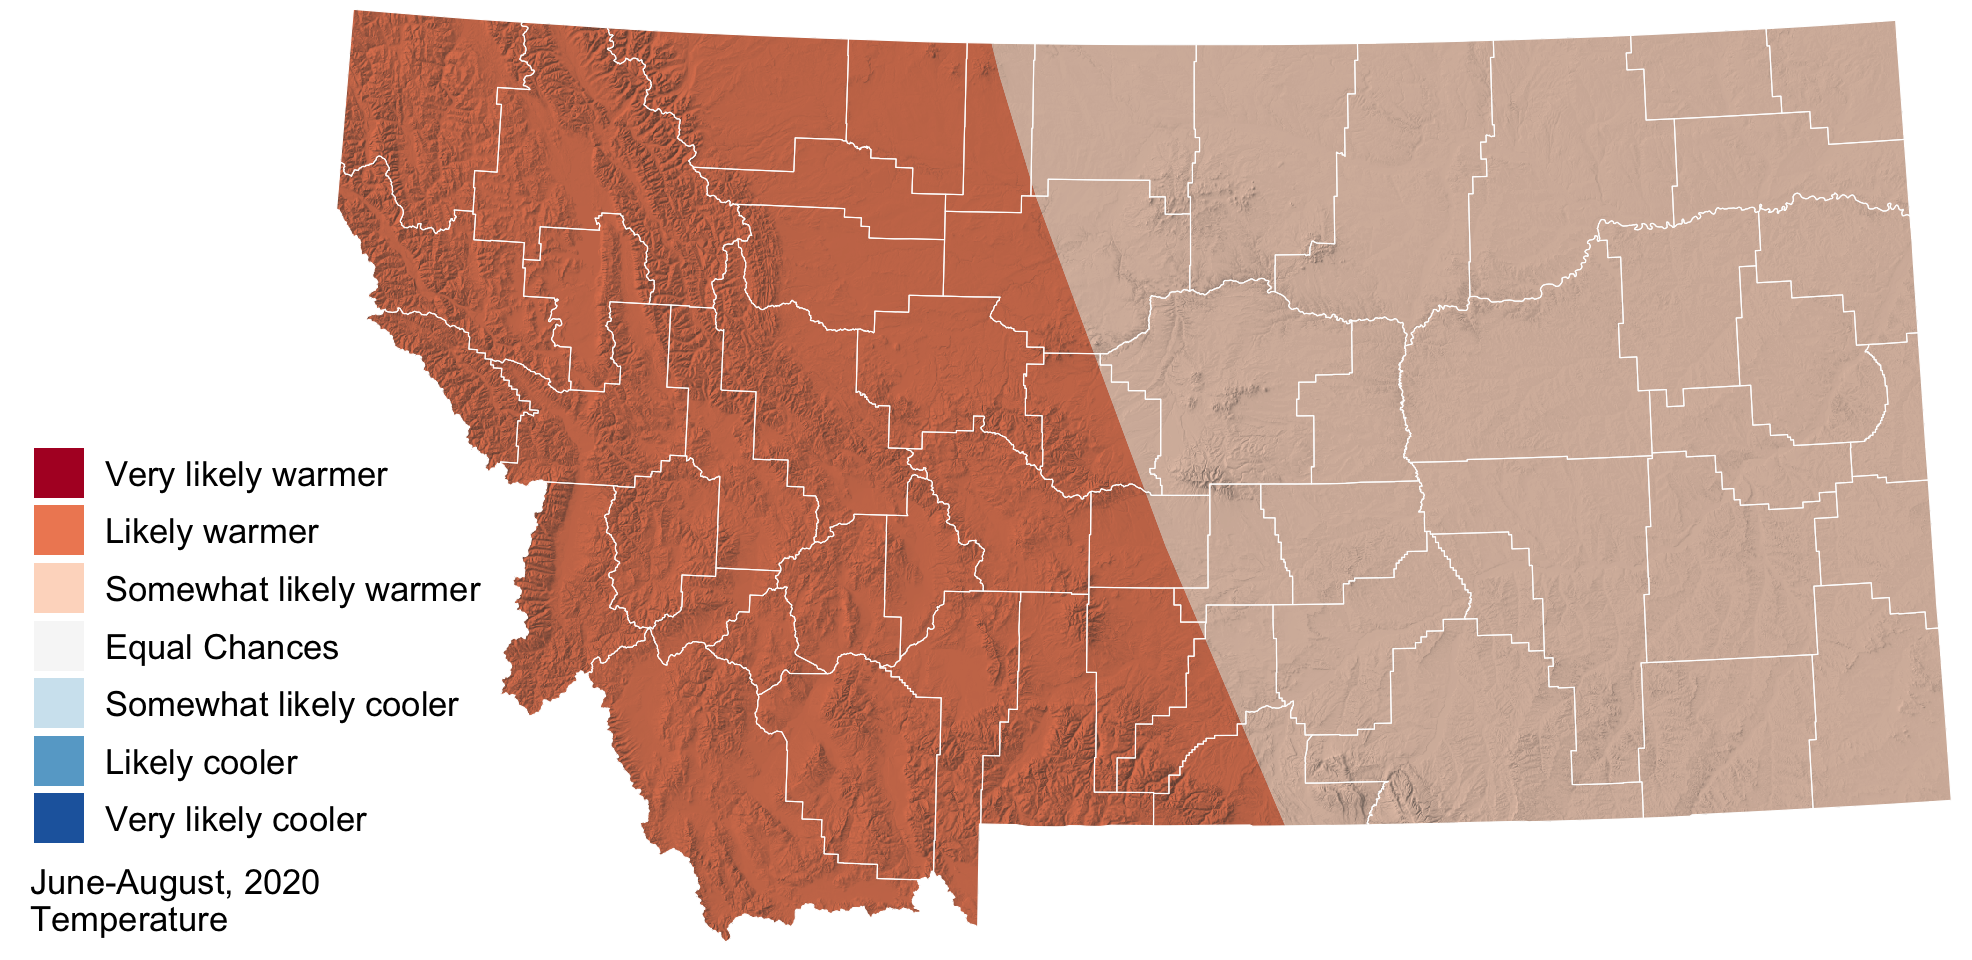 Very likely warmer
Likely warmer
Somewhat likely warmer
Equal Chances
Somewhat likely cooler
Likely cooler
Very likely cooler
June-August, 2020
Temperature